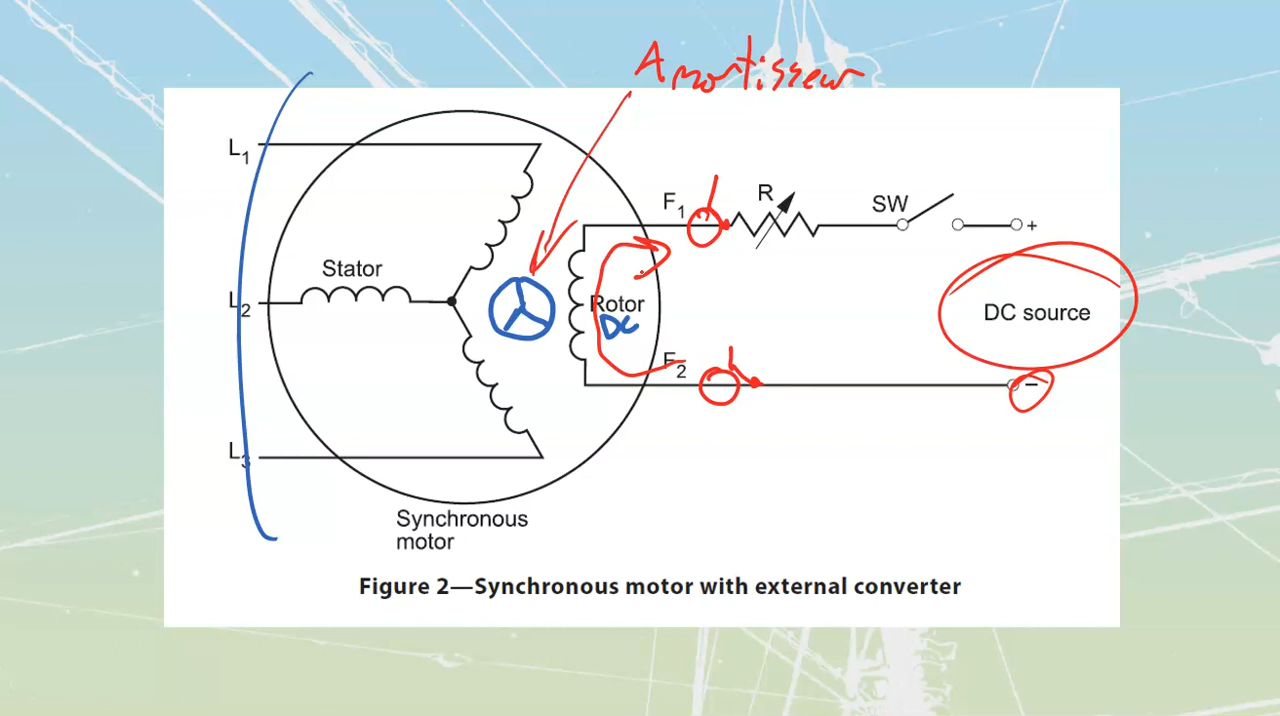 Amortisseur
L1
F1
R
SW
+
Stator
L2
Rotor
DC
DC source
F2
−
L3
Synchronous
motor
Figure 2—Synchronous motor with external converter